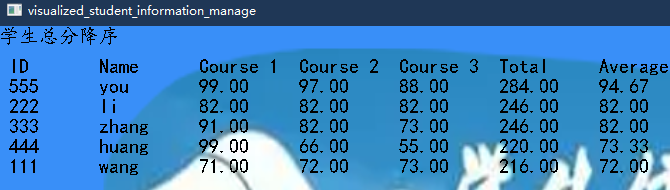 visualized_student_information_manage
学生总分降序
ID Name Course 1 Course 2 Course 3 Total Average
555 you 99.00 97.00 88.00 284.00 94.67
222 li 82.00 82.00 82.00 246.00 82.00
333 zhang 91.00 82.00 73.00 246.00 82.00
444 huang 99.00 66.00 55.00 220.00 73.33
111 wang 71.00 72.00 73.00 216.00 72.00